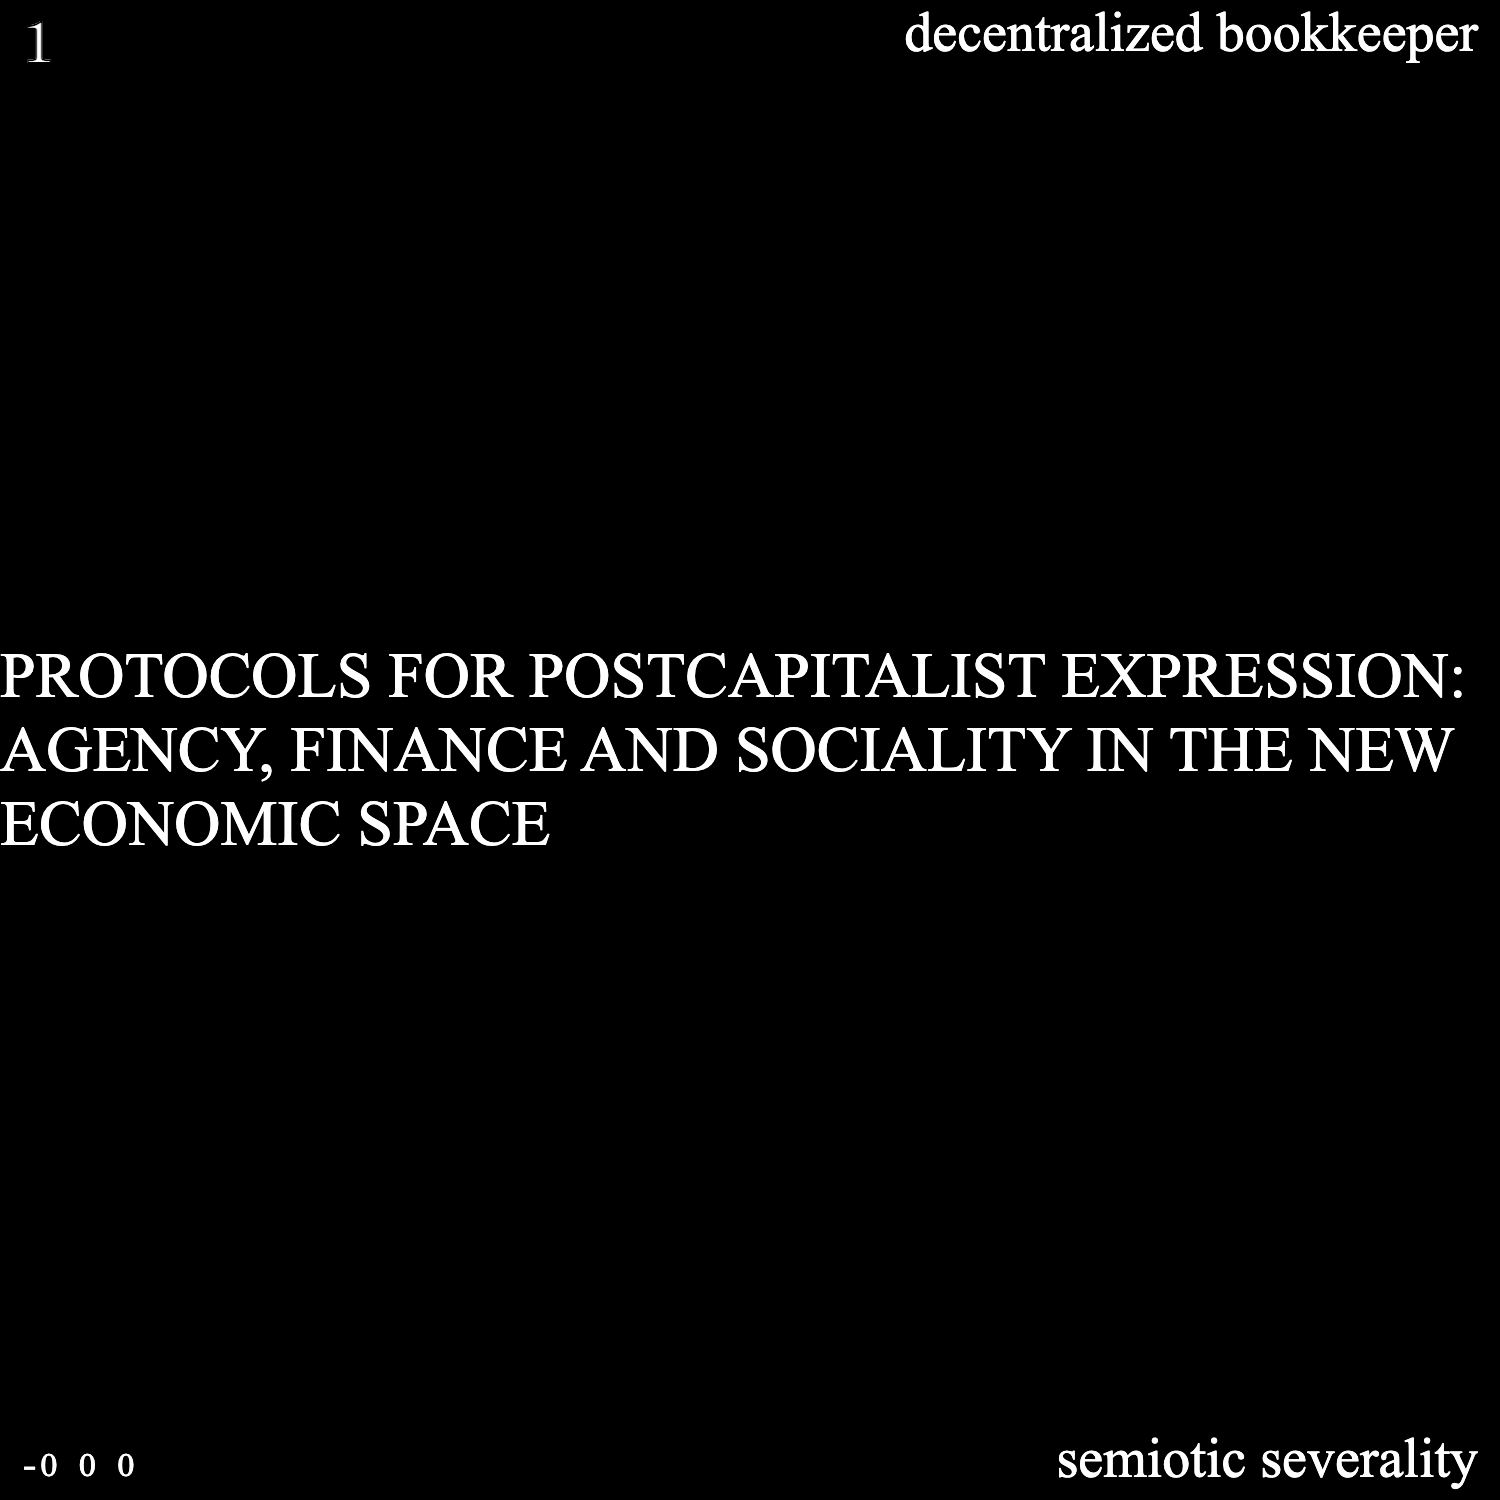 1
decentralized bookkeeper
PROTOCOLS FOR POSTCAPITALIST EXPRESSION:
AGENCY, FINANCE AND SOCIALITY IN THE NEW
ECONOMIC SPACE
-0 0 0
semiotic severality